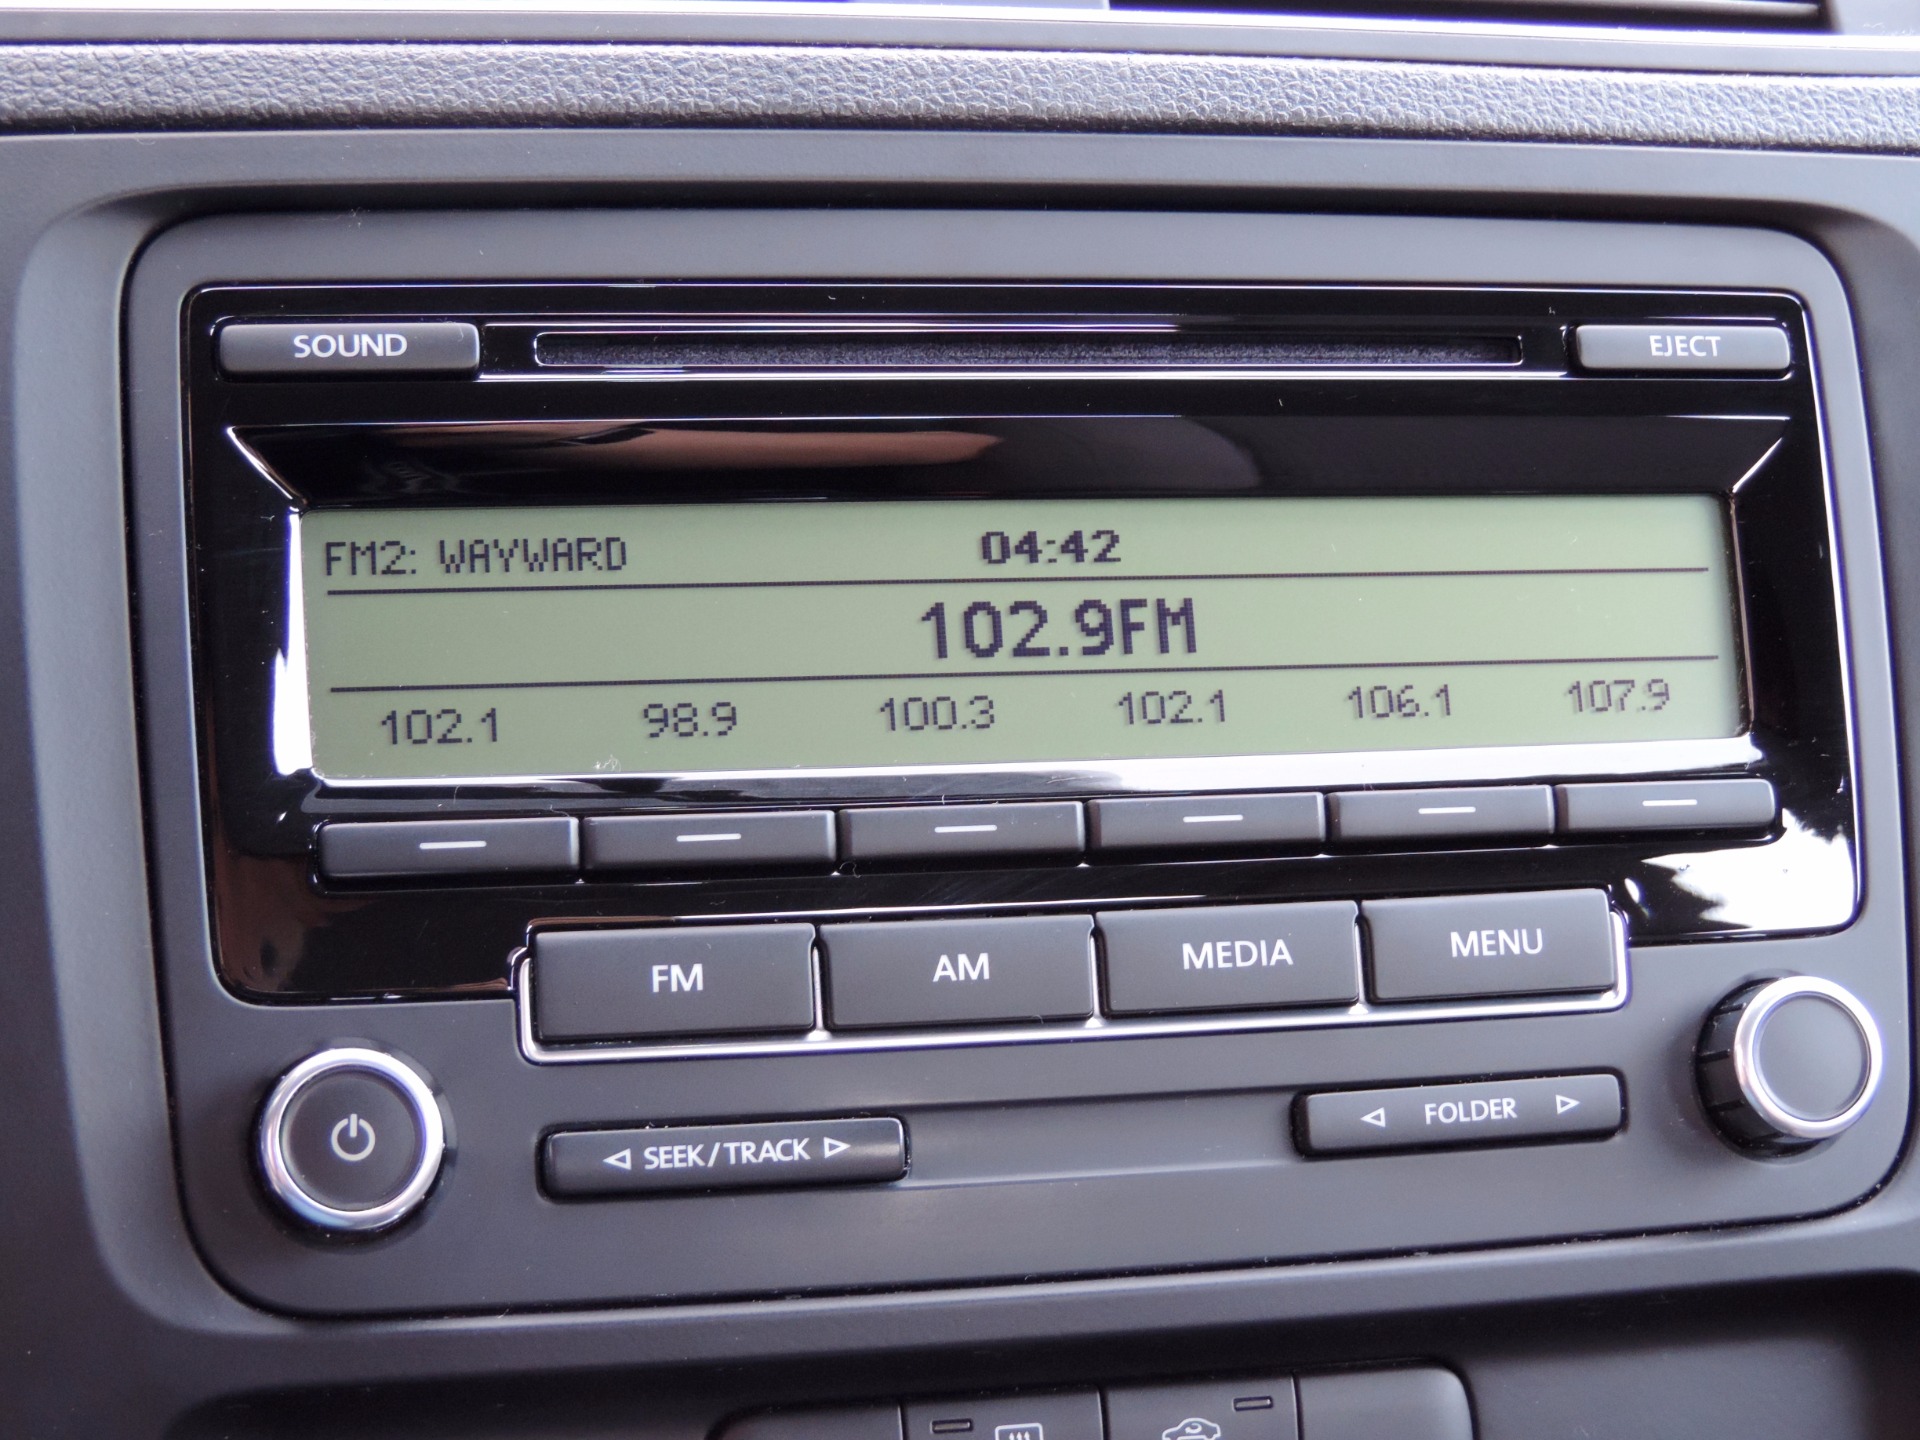 SOUND EJECT
FM2: WAYWARD 04:42
102.9FM
102.1 98.9 100.3 102.1 106.1 107.9
FM AM MEDIA MENU
SEEK/TRACK FOLDER